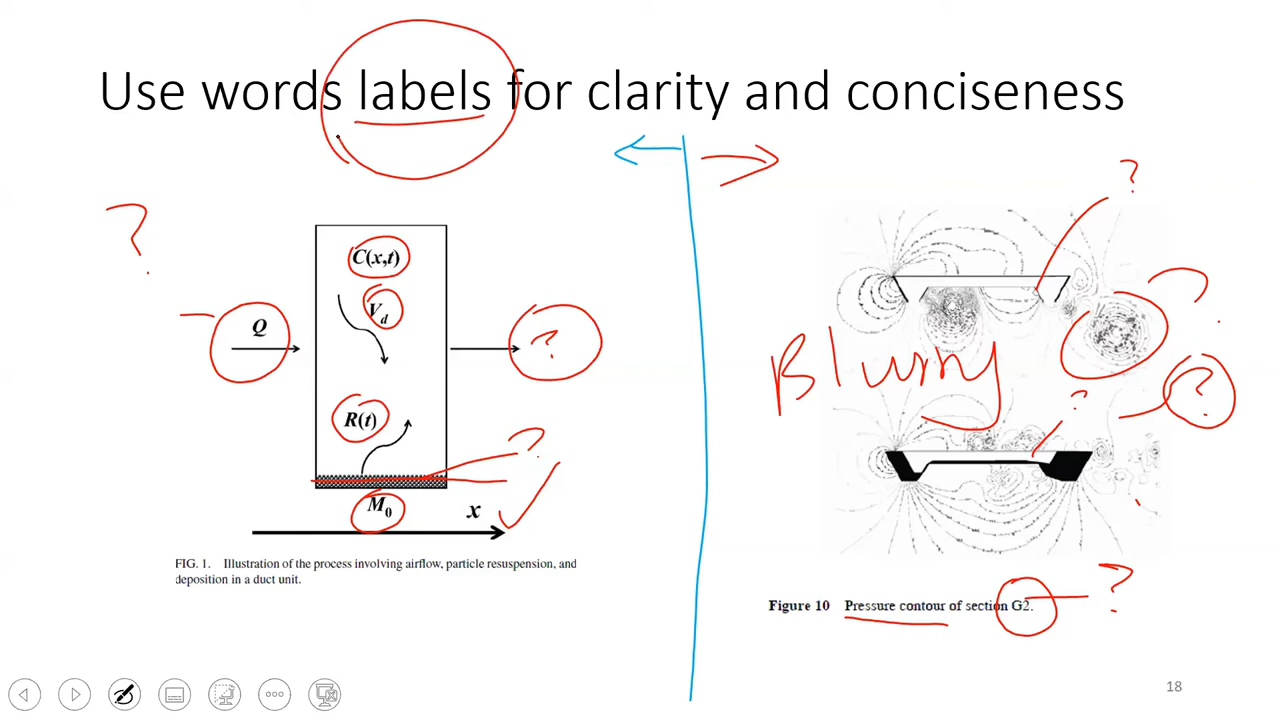 Use words labels for clarity and conciseness
?
C(x,t)
V_d
Q
?
R(t)
?
M_0
x
FIG. 1. Illustration of the process involving airflow, particle resuspension, and
deposition in a duct unit.
?
?
Blurry
?
?
Figure 10 Pressure contour of section G2.
?
18